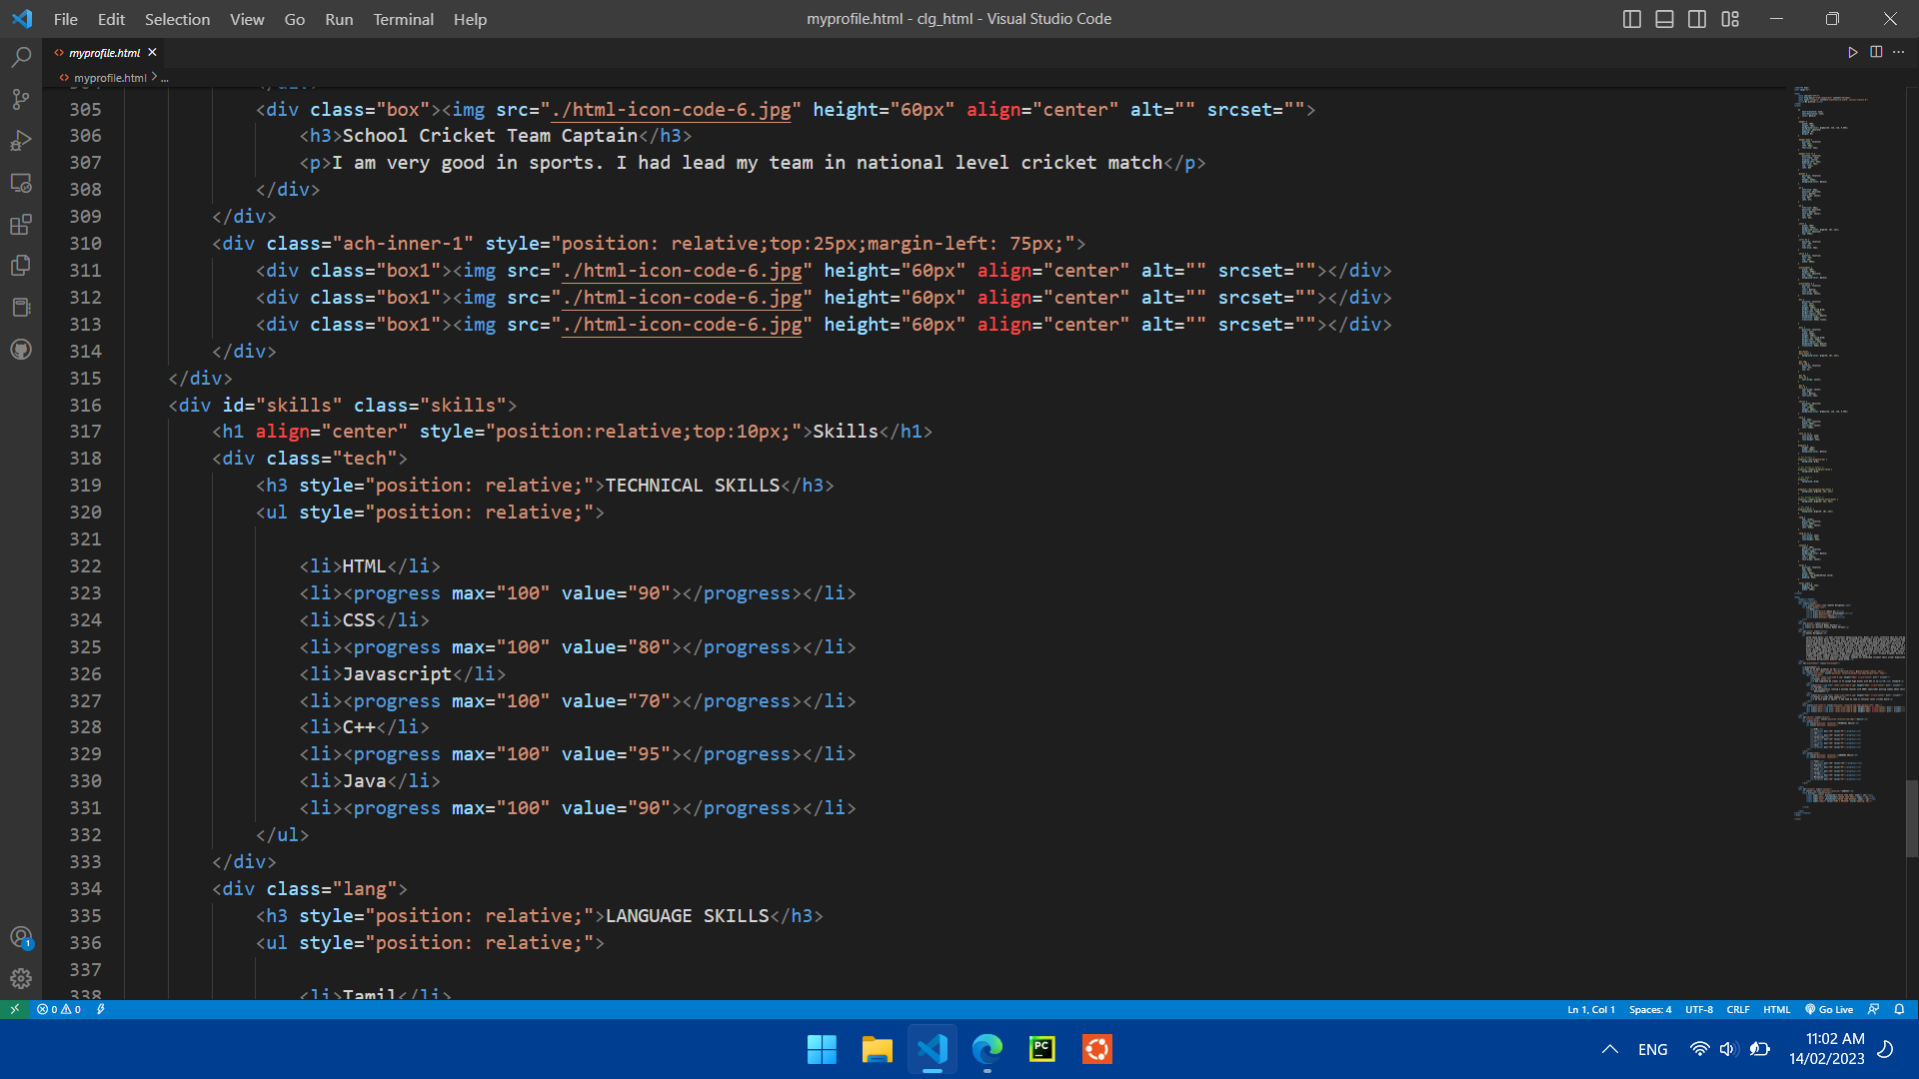 File Edit Selection View Go Run Terminal Help
myprofile.html - clg_html - Visual Studio Code
myprofile.html
myprofile.html > ...
305 <div class="box"><img src="./html-icon-code-6.jpg" height="60px" align="center" alt="" srcset="">
306 <h3>School Cricket Team Captain</h3>
307 <p>I am very good in sports. I had lead my team in national level cricket match</p>
308 </div>
309 </div>
310 <div class="ach-inner-1" style="position: relative;top:25px;margin-left: 75px;">
311 <div class="box1"><img src="./html-icon-code-6.jpg" height="60px" align="center" alt="" srcset=""></div>
312 <div class="box1"><img src="./html-icon-code-6.jpg" height="60px" align="center" alt="" srcset=""></div>
313 <div class="box1"><img src="./html-icon-code-6.jpg" height="60px" align="center" alt="" srcset=""></div>
314 </div>
315 </div>
316 <div id="skills" class="skills">
317 <h1 align="center" style="position:relative;top:10px;">Skills</h1>
318 <div class="tech">
319 <h3 style="position: relative;">TECHNICAL SKILLS</h3>
320 <ul style="position: relative;">
321
322 <li>HTML</li>
323 <li><progress max="100" value="90"></progress></li>
324 <li>CSS</li>
325 <li><progress max="100" value="80"></progress></li>
326 <li>Javascript</li>
327 <li><progress max="100" value="70"></progress></li>
328 <li>C++</li>
329 <li><progress max="100" value="95"></progress></li>
330 <li>Java</li>
331 <li><progress max="100" value="90"></progress></li>
332 </ul>
333 </div>
334 <div class="lang">
335 <h3 style="position: relative;">LANGUAGE SKILLS</h3>
336 <ul style="position: relative;">
337
338 <li>Tamil</li>
1
0 0
Ln 1, Col 1 Spaces: 4 UTF-8 CRLF HTML Go Live
PC
ENG
11:02 AM
14/02/2023